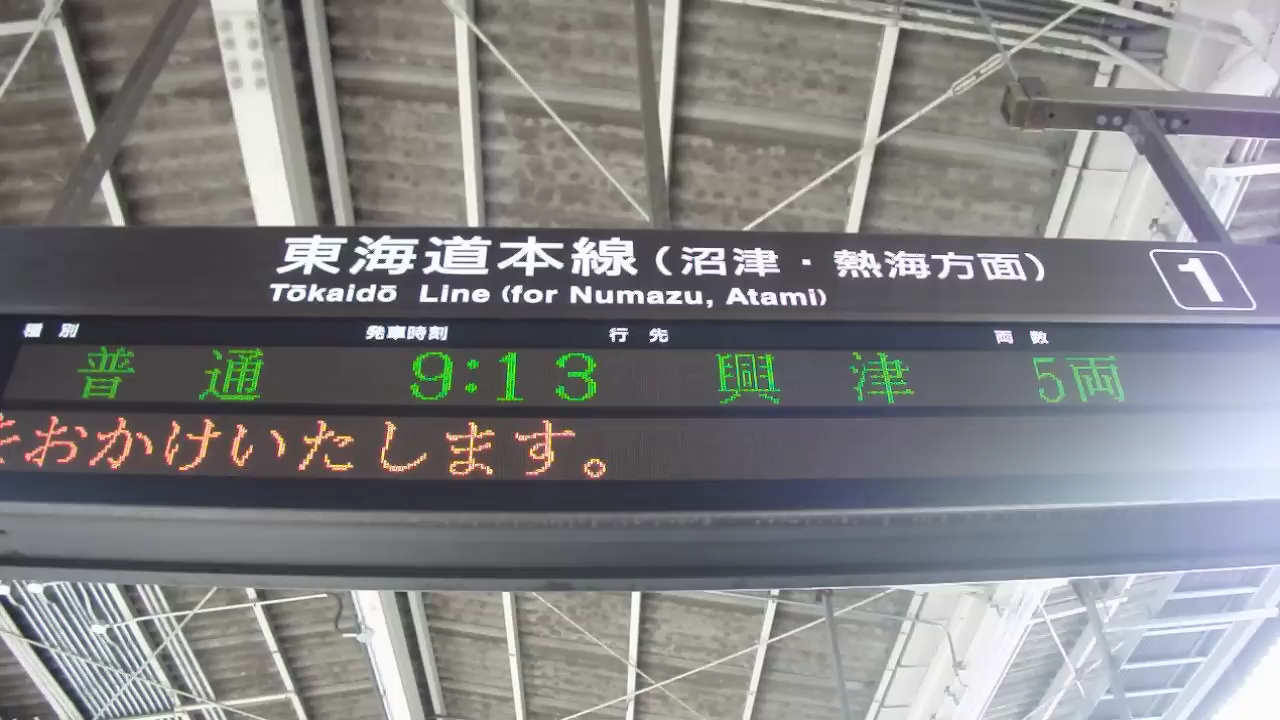 東海道本線(沼津・熱海方面)
Tōkaidō Line (for Numazu, Atami)
1
種別 発車時刻 行先 両数
普通 9:13 興津 5両
をおかけいたします。